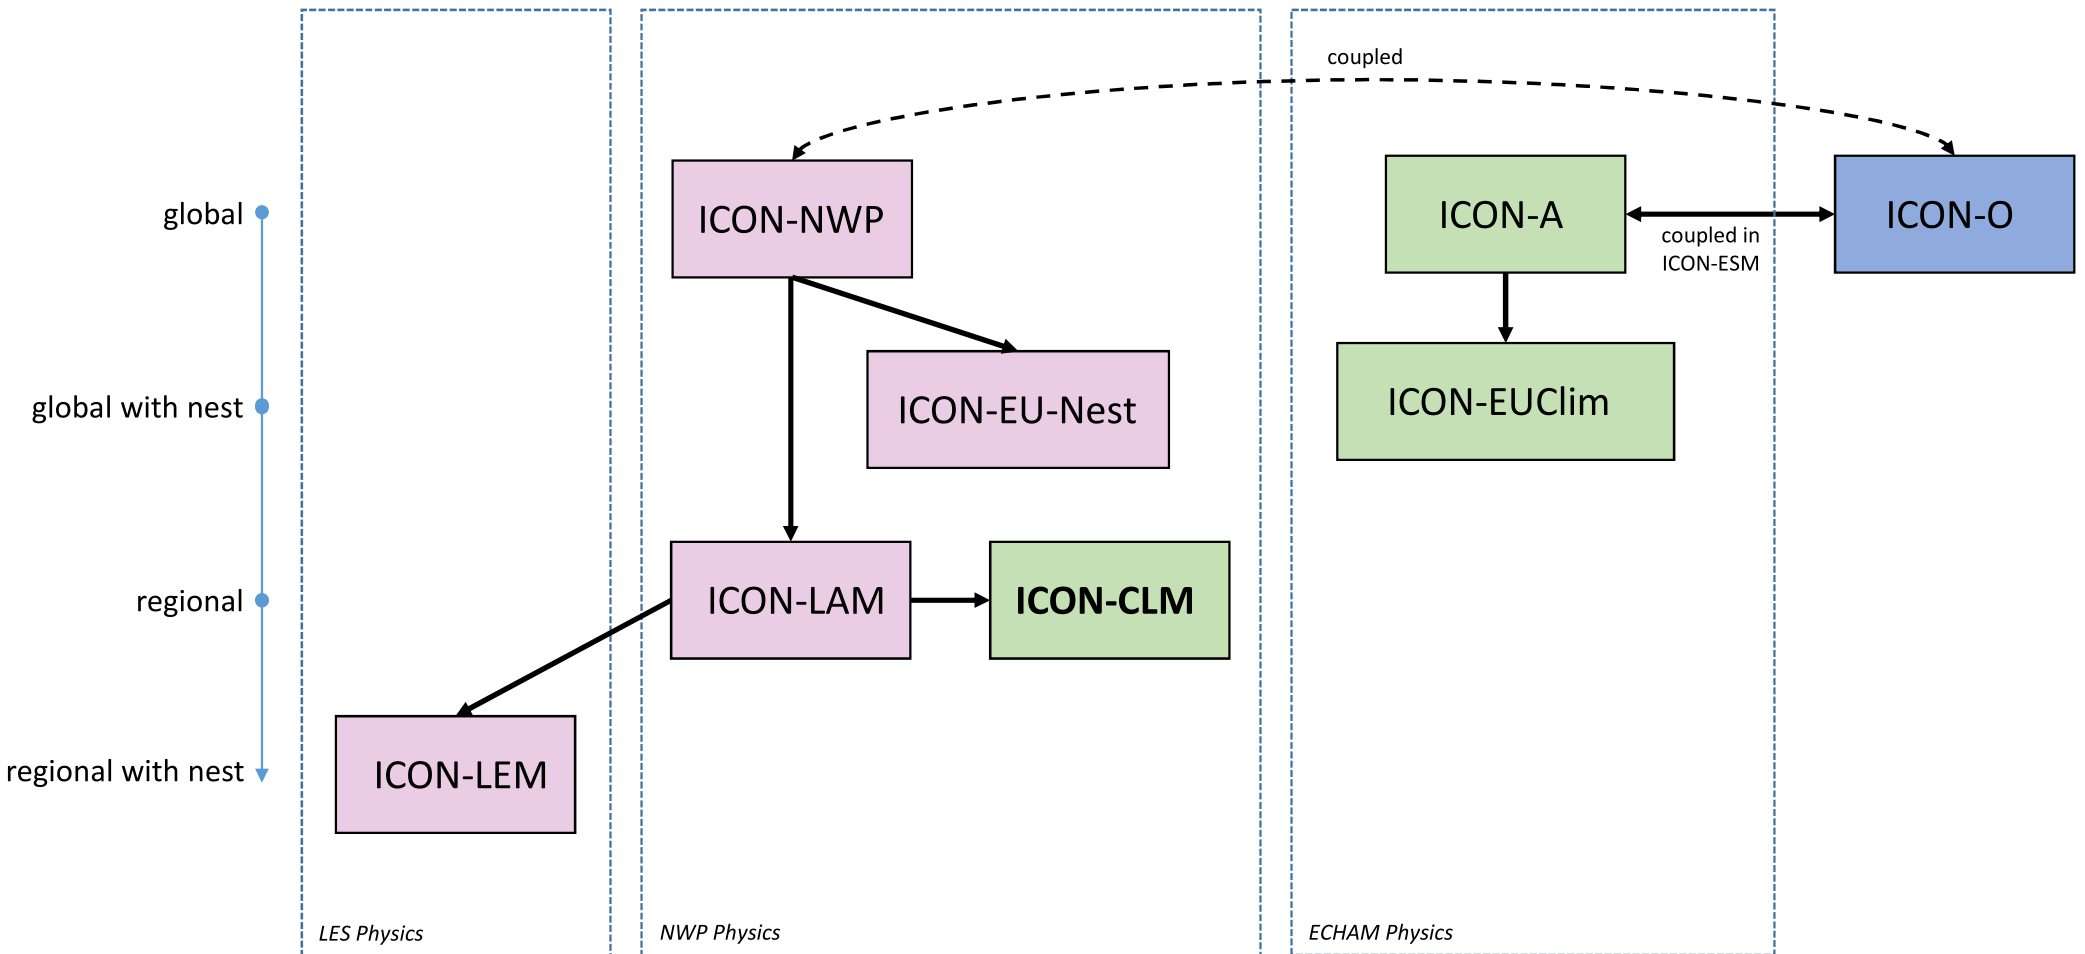 coupled
global
ICON-NWP
ICON-A
ICON-O
coupled in
ICON-ESM
global with nest
ICON-EU-Nest
ICON-EUClim
regional
ICON-LAM
ICON-CLM
regional with nest
ICON-LEM
LES Physics
NWP Physics
ECHAM Physics